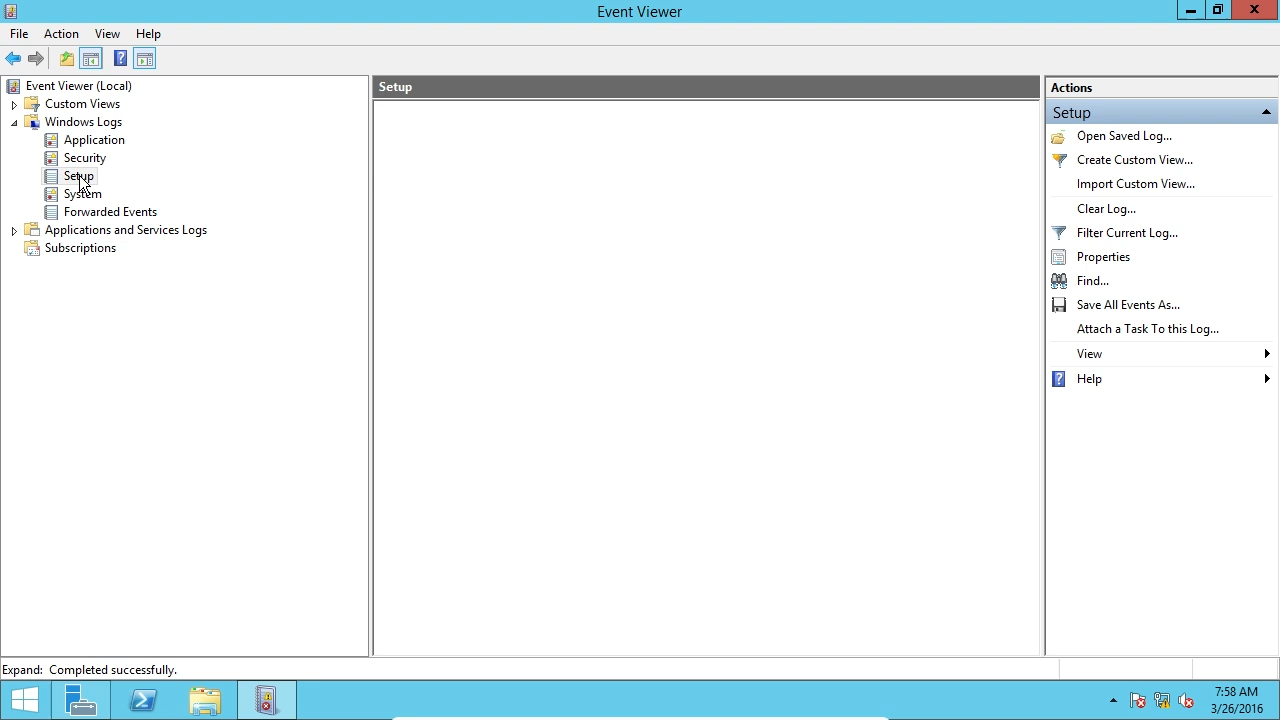 Event Viewer
File Action View Help
Event Viewer (Local)
Custom Views
Windows Logs
Application
Security
Setup
System
Forwarded Events
Applications and Services Logs
Subscriptions
Setup
Actions
Setup
Open Saved Log...
Create Custom View...
Import Custom View...
Clear Log...
Filter Current Log...
Properties
Find...
Save All Events As...
Attach a Task To this Log...
View
Help
Expand: Completed successfully.
7:58 AM
3/26/2016